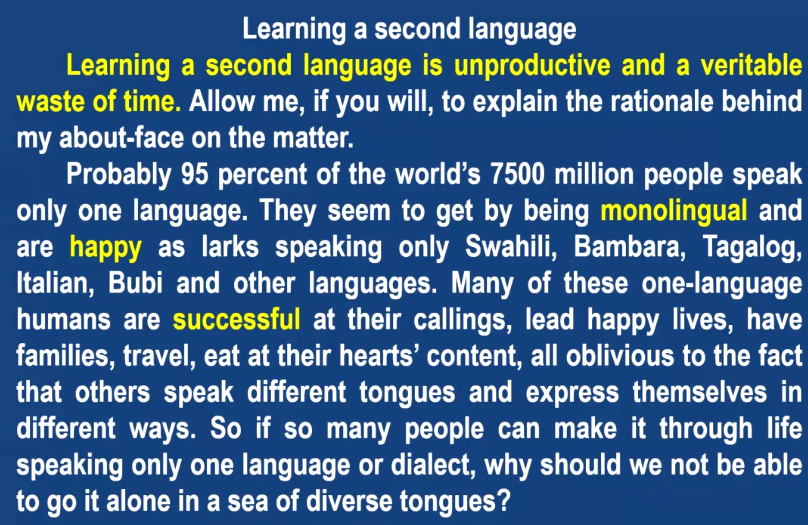 Learning a second language
Learning a second language is unproductive and a veritable
waste of time. Allow me, if you will, to explain the rationale behind
my about-face on the matter.
Probably 95 percent of the world's 7500 million people speak
only one language. They seem to get by being monolingual and
are happy as larks speaking only Swahili, Bambara, Tagalog,
Italian, Bubi and other languages. Many of these one-language
humans are successful at their callings, lead happy lives, have
families, travel, eat at their hearts' content, all oblivious to the fact
that others speak different tongues and express themselves in
different ways. So if so many people can make it through life
speaking only one language or dialect, why should we not be able
to go it alone in a sea of diverse tongues?